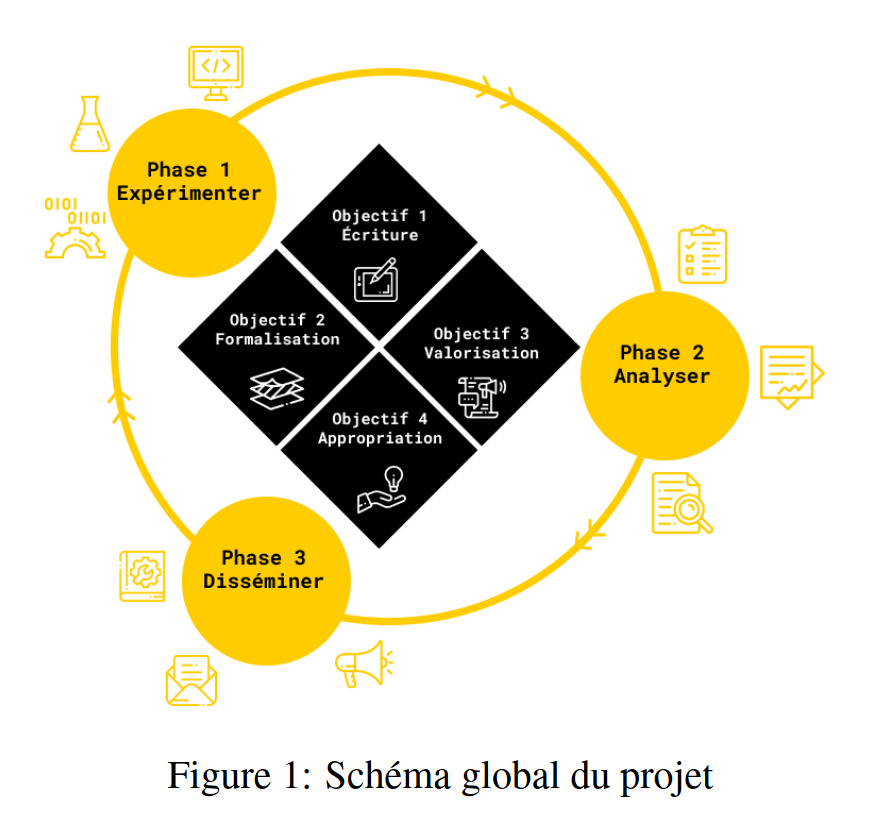 0101
01101
Phase 1
Expérimenter
Objectif 1
Écriture
Objectif 2
Formalisation
Objectif 3
Valorisation
Objectif 4
Appropriation
Phase 2
Analyser
Phase 3
Disséminer
</>
Figure 1: Schéma global du projet